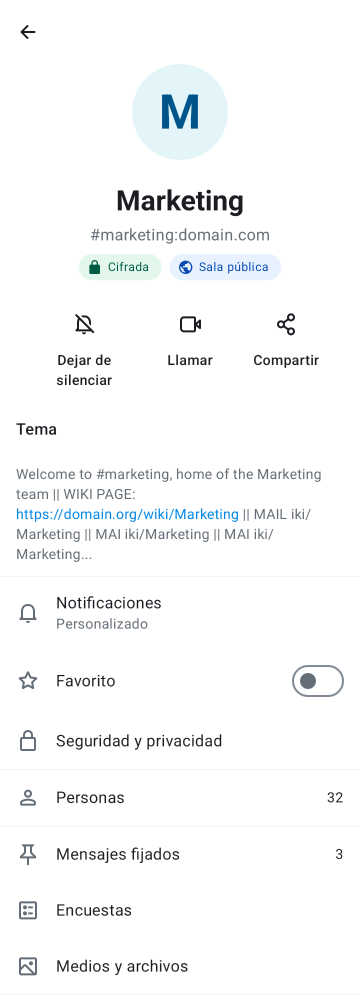 M
Marketing
#marketing:domain.com
Cifrada
Sala pública
Dejar de
silenciar
Llamar
Compartir
Tema
Welcome to #marketing, home of the Marketing
team || WIKI PAGE:
https://domain.org/wiki/Marketing || MAIL iki/
Marketing || MAI iki/Marketing || MAI iki/
Marketing...
Notificaciones
Personalizado
Favorito
Seguridad y privacidad
Personas 32
Mensajes fijados 3
Encuestas
Medios y archivos